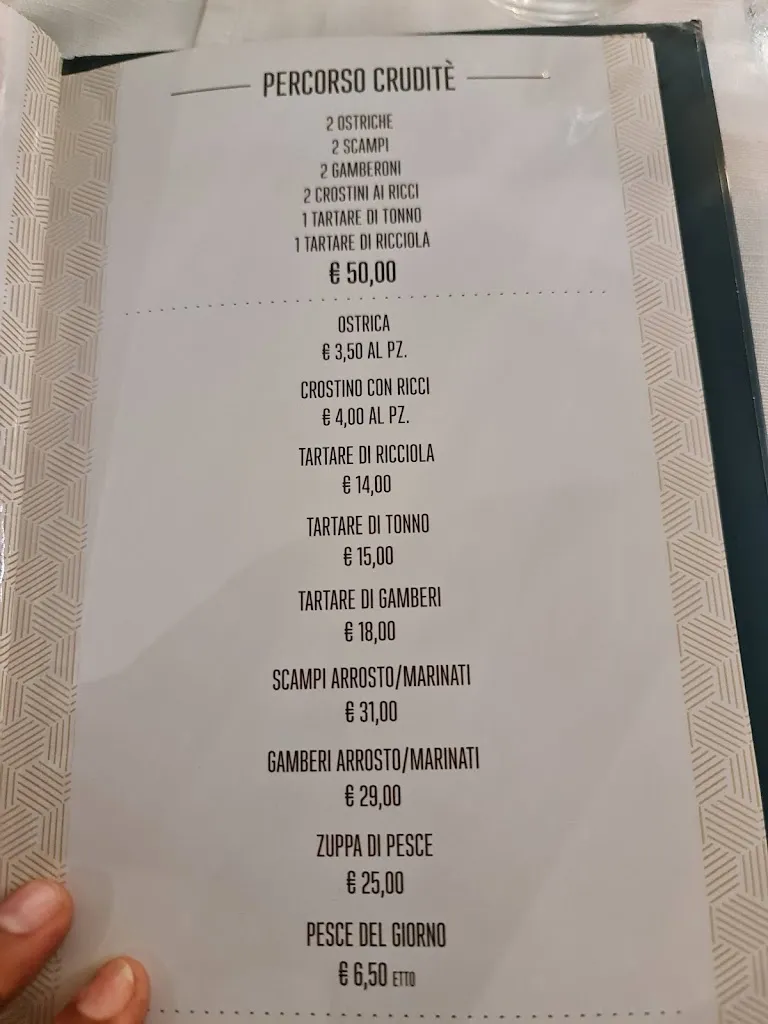 PERCORSO CRUDITÈ
2 OSTRICHE
2 SCAMPI
2 GAMBERONI
2 CROSTINI AI RICCI
1 TARTARE DI TONNO
1 TARTARE DI RICCIOLA
€ 50,00
OSTRICA
€ 3,50 AL PZ.
CROSTINO CON RICCI
€ 4,00 AL PZ.
TARTARE DI RICCIOLA
€ 14,00
TARTARE DI TONNO
€ 15,00
TARTARE DI GAMBERI
€ 18,00
SCAMPI ARROSTO/MARINATI
€ 31,00
GAMBERI ARROSTO/MARINATI
€ 29,00
ZUPPA DI PESCE
€ 25,00
PESCE DEL GIORNO
€ 6,50 ETTO